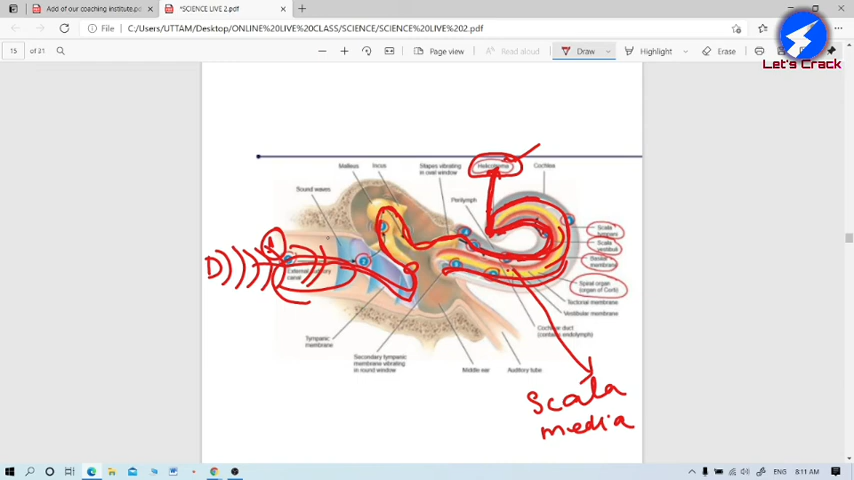 Add of our coaching institute.pn
*SCIENCE LIVE 2.pdf
File
C:/Users/UTTAM/Desktop/ONLINE%20LIVE%20CLASS/SCIENCE/SCIENCE%20LIVE%202.pdf
Let's Crack
15 of 21
Page view
Read aloud
Draw
Highlight
Erase
Malleus
Incus
Stapes vibrating
in oval window
Helicotrema
Cochlea
Sound waves
Perilymph
Scala
tympani
Scala
vestibuli
Basilar
membrane
External auditory
canal
Spiral organ
(organ of Corti)
Tectorial membrane
Vestibular membrane
Cochlear duct
(contains endolymph)
Tympanic
membrane
Secondary tympanic
membrane vibrating
in round window
Middle ear
Auditory tube
Scala
media
ENG
8:11 AM